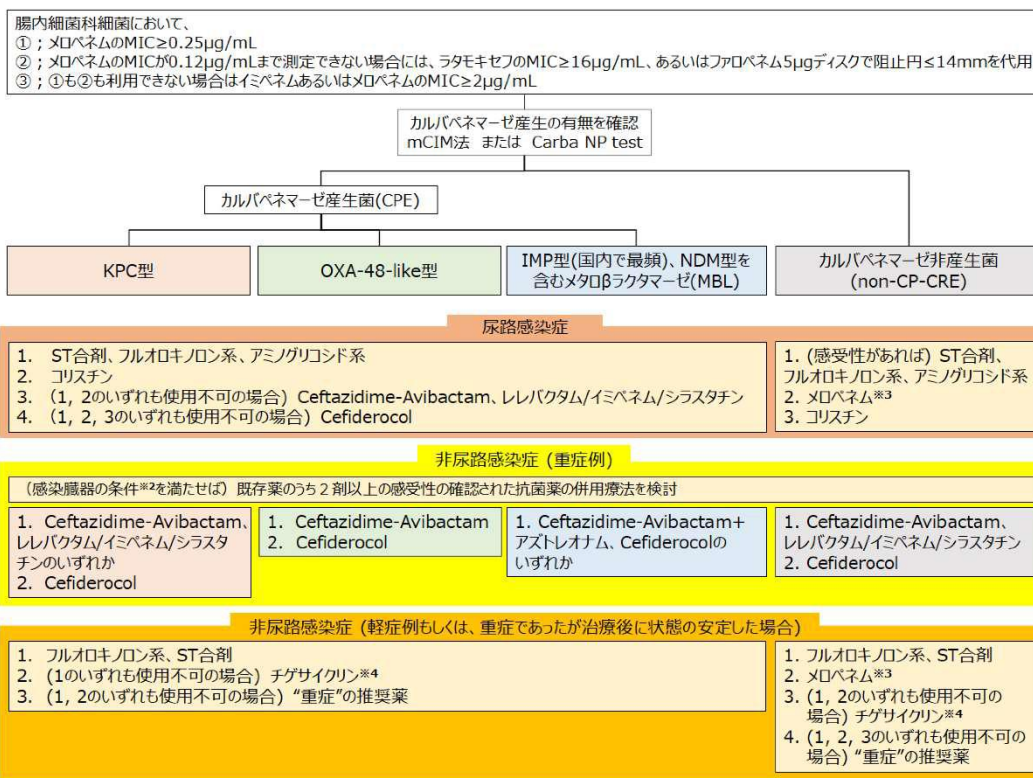 腸内細菌科細菌において、
①；メロペネムのMIC≥0.25μg/mL
②；メロペネムのMICが0.12μg/mLまで測定できない場合には、ラタモキセフのMIC≥16μg/mL、あるいはファロペネム5μgディスクで阻止円≤14mmを代用
③；①も②も利用できない場合はイミペネムあるいはメロペネムのMIC≥2μg/mL
カルバペネマーゼ産生の有無を確認
mCIM法 または Carba NP test
カルバペネマーゼ産生菌(CPE)
KPC型
OXA-48-like型
IMP型(国内で最頻)、NDM型を
含むメタロβラクタマーゼ(MBL)
カルバペネマーゼ非産生菌
(non-CP-CRE)
尿路感染症
1. ST合剤、フルオロキノロン系、アミノグリコシド系
2. コリスチン
3. （1, 2のいずれも使用不可の場合）Ceftazidime-Avibactam、レレバクタム/イミペネム/シラスタチン
4. （1, 2, 3のいずれも使用不可の場合）Cefiderocol
1. (感受性があれば) ST合剤、
フルオロキノロン系、アミノグリコシド系
2. メロペネム※3
3. コリスチン
非尿路感染症 (重症例)
（感染臓器の条件※2を満たせば）既存薬のうち２剤以上の感受性の確認された抗菌薬の併用療法を検討
1. Ceftazidime-Avibactam、
レレバクタム/イミペネム/シラスタ
チンのいずれか
2. Cefiderocol
1. Ceftazidime-Avibactam
2. Cefiderocol
1. Ceftazidime-Avibactam+
アズトレオナム、Cefiderocolの
いずれか
1. Ceftazidime-Avibactam、
レレバクタム/イミペネム/シラスタチン
2. Cefiderocol
非尿路感染症 (軽症例もしくは、重症であったが治療後に状態の安定した場合)
1. フルオロキノロン系、ST合剤
2. (1のいずれも使用不可の場合) チゲサイクリン※4
3. (1, 2のいずれも使用不可の場合) “重症”の推奨薬
1. フルオロキノロン系、ST合剤
2. メロペネム※3
3. (1, 2のいずれも使用不可の
場合) チゲサイクリン※4
4. (1, 2, 3のいずれも使用不可の
場合) “重症”の推奨薬